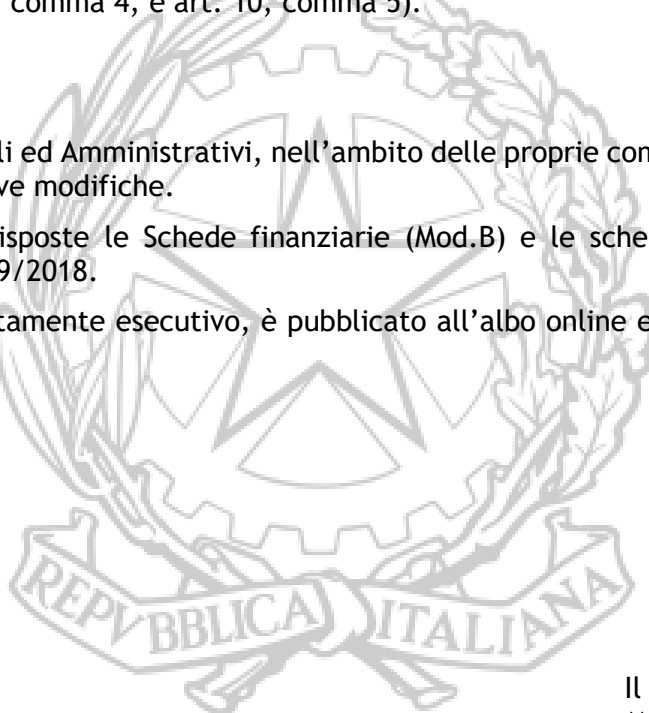 comma 4, e art. 10, comma 5).
li ed Amministrativi, nell’ambito delle proprie con
ve modifiche.
isposte le Schede finanziarie (Mod.B) e le sche
9/2018.
tamente esecutivo, è pubblicato all’albo online e
REPVBBLICA ITALIANA
Il